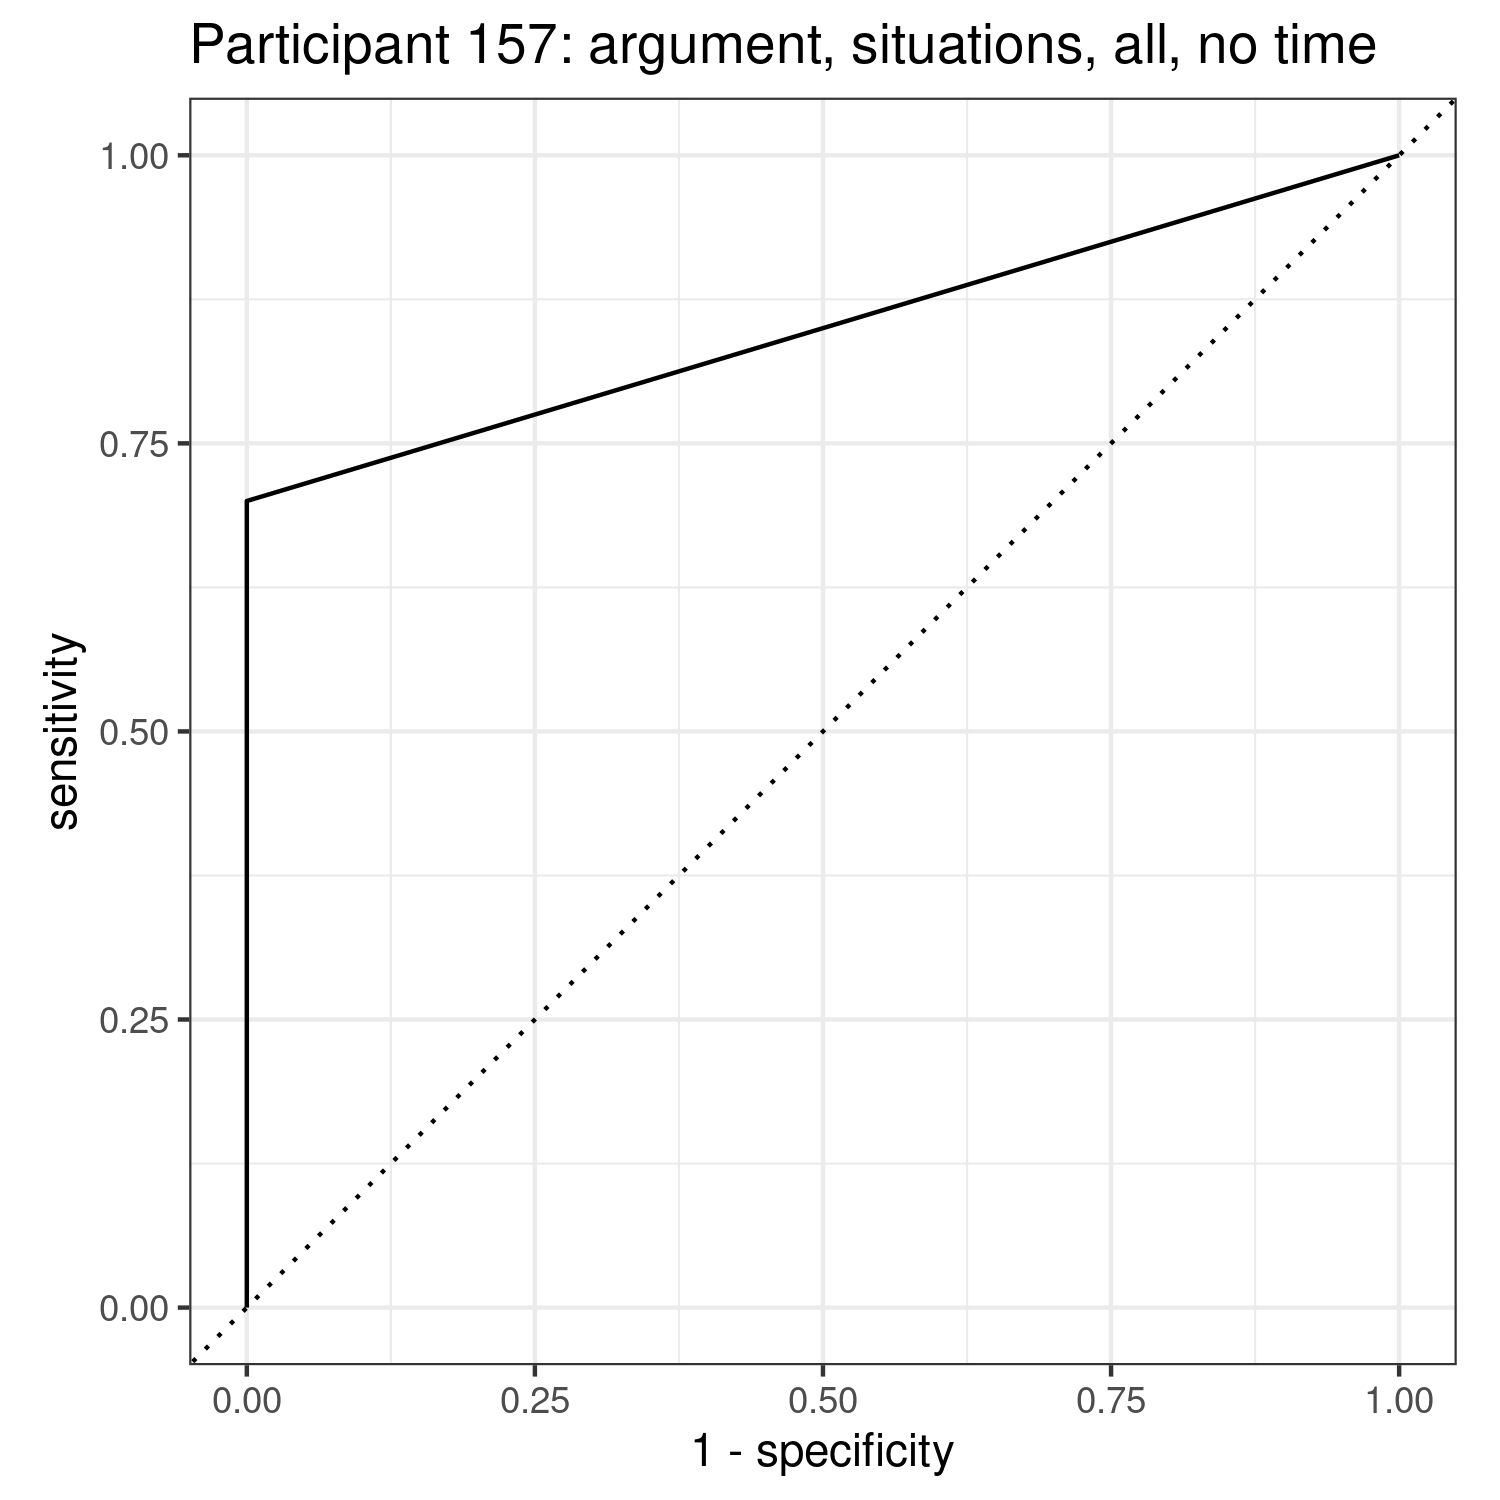 Participant 157: argument, situations, all, no time
1.00
0.75
0.50
0.25
0.00
sensitivity
0.00 0.25 0.50 0.75 1.00
1 - specificity